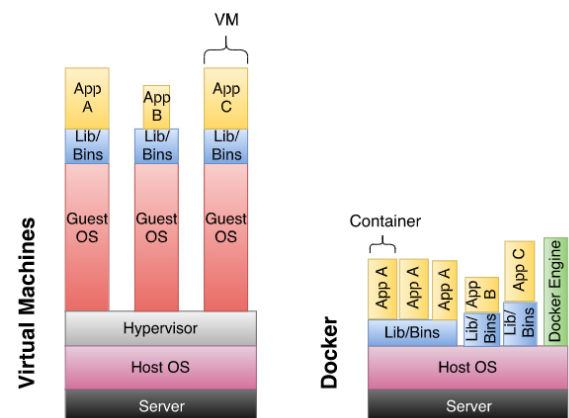 VM
App
A
App
B
App
C
Lib/
Bins
Lib/
Bins
Lib/
Bins
Guest
OS
Guest
OS
Guest
OS
Hypervisor
Host OS
Server
Virtual Machines
Container
App A
App A
App A
App
B
App C
Lib/Bins
Lib/
Bins
Lib/
Bins
Docker Engine
Host OS
Server
Docker